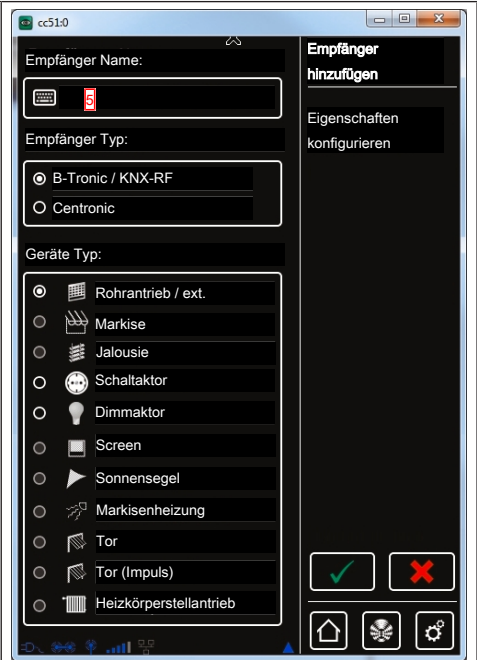 cc51:0
Empfänger Name:
5
Empfänger Typ:
B-Tronic / KNX-RF
Centronic
Geräte Typ:
Rohrantrieb / ext.
Markise
Jalousie
Schaltaktor
Dimmaktor
Screen
Sonnensegel
Markisenheizung
Tor
Tor (Impuls)
Heizkörperstellantrieb
Empfänger
hinzufügen
Eigenschaften
konfigurieren